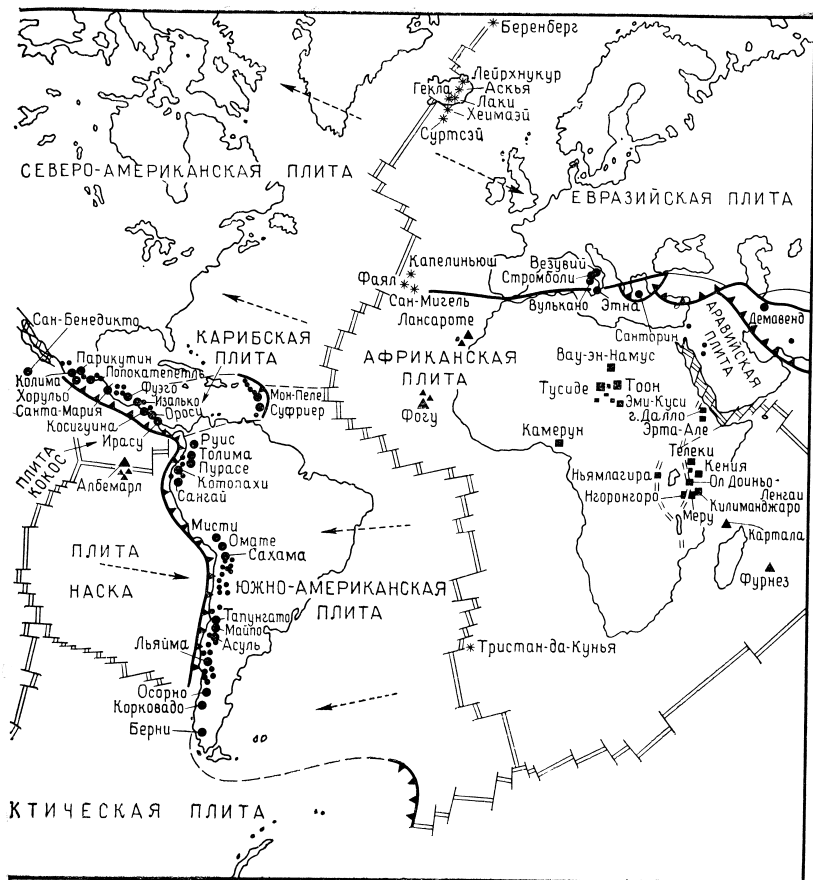 Беренберг
Лейрхнукур
Гекла
Аскья
Лаки
Хеимаэй
Суртсэй
СЕВЕРО-АМЕРИКАНСКАЯ ПЛИТА
ЕВРАЗИЙСКАЯ ПЛИТА
Капелиньюш
Фаял
Сан-Мигель
Везувий
Стромболи
Вулькано
Этна
Лансароте
Санторин
АРАВИЙСКАЯ
ПЛИТА
Демавенд
Сан-Бенедикто
КАРИБСКАЯ
ПЛИТА
АФРИКАНСКАЯ
ПЛИТА
Вау-эн-Намус
Парикутин
Попокатепетль
Колима
Фуэго
Хорульо
Изалько
Санта-Мария
Ороси
Косигуина
Ирасу
Мон-Пеле
Суфриер
Тусиде
Тоон
Эми-Куси
г.Далло
Эрта-Але
Фогу
Камерун
ПЛИТА
КОКОС
Албемарл
Руис
Толима
Пурасе
Котопахи
Сангай
Телеки
Кения
Ньямлагира
Ол Доиньо-
Ленгаи
Нгоронгоро
Килиманджаро
Меру
Картала
Фурнез
Мисти
Омате
Сахама
ПЛИТА
НАСКА
ЮЖНО-АМЕРИКАНСКАЯ
ПЛИТА
Тапунгато
Майпо
Асуль
Льяйма
Тристан-да-Кунья
Осорно
Корковадо
Берни
КТИЧЕСКАЯ ПЛИТА